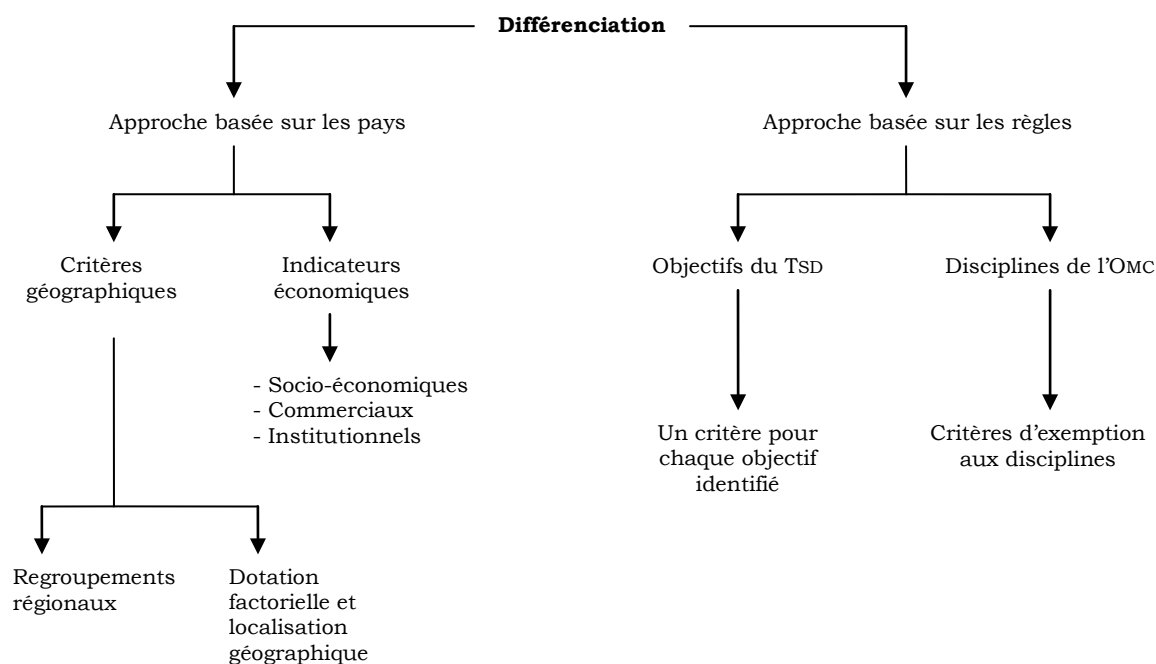 Différenciation
Approche basée sur les pays
Approche basée sur les règles
Critères
géographiques
Indicateurs
économiques
Objectifs du TSD
Disciplines de l’OMC
- Socio-économiques
- Commerciaux
- Institutionnels
Un critère pour
chaque objectif
identifié
Critères d’exemption
aux disciplines
Regroupements
régionaux
Dotation
factorielle et
localisation
géographique